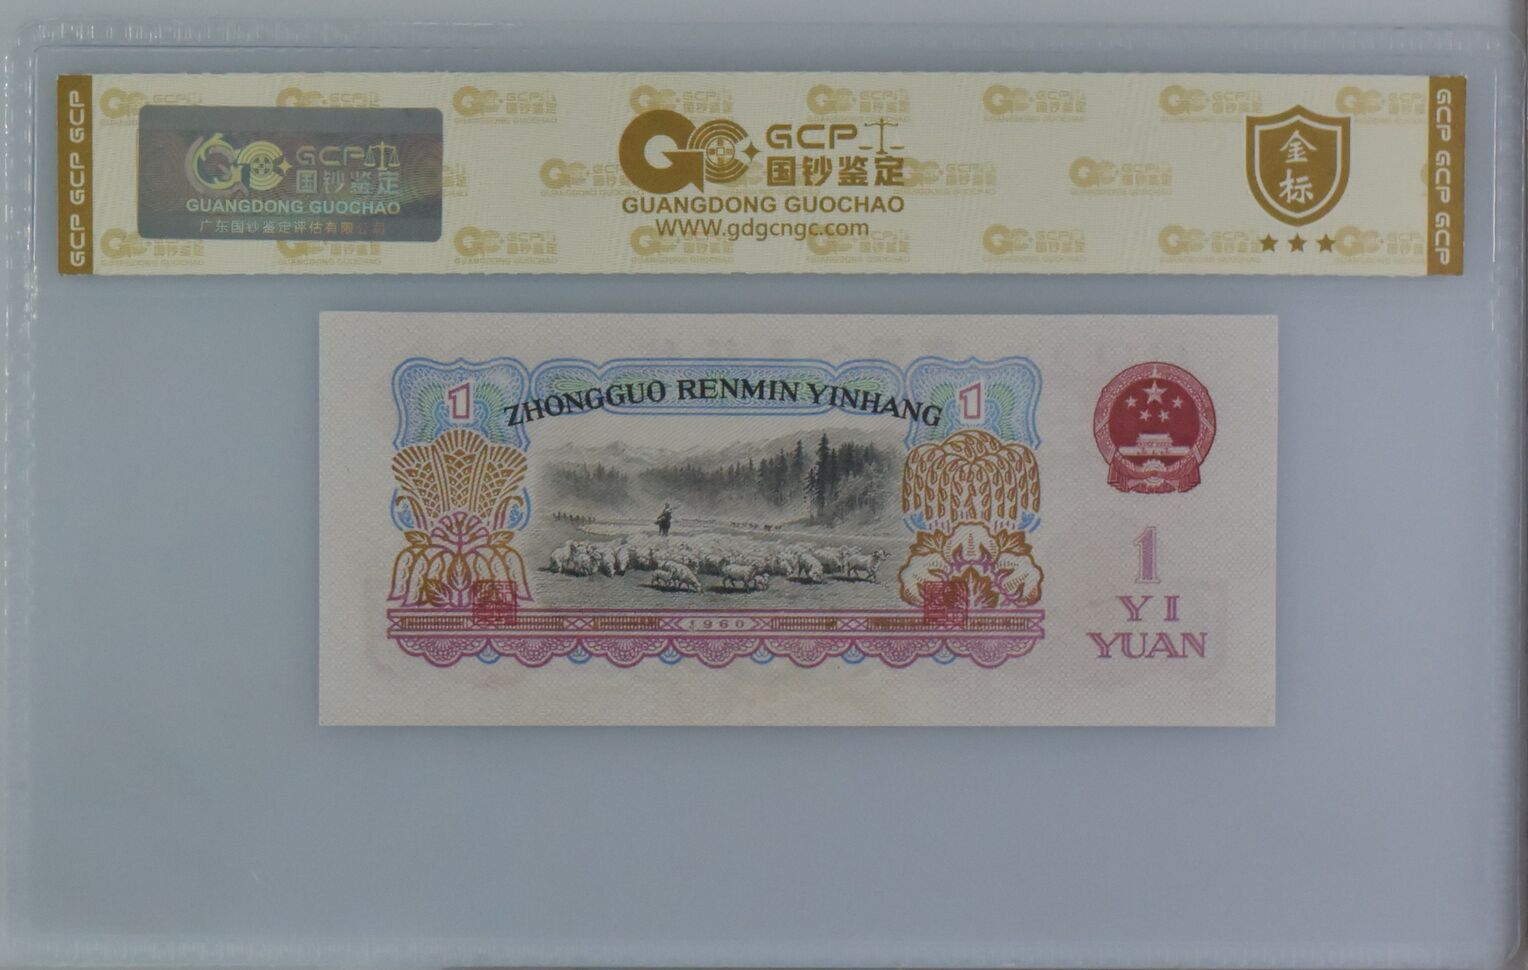 GCP GCP GCP
GCP
国钞鉴定
GUANGDONG GUOCHAO
广东国钞鉴定评估有限公司
GCP
国钞鉴定
GUANGDONG GUOCHAO
www.gdgcngc.com
金
标
GCP GCP GCP
1
ZHONGGUO RENMIN YINHANG
1
1960
1
YI
YUAN